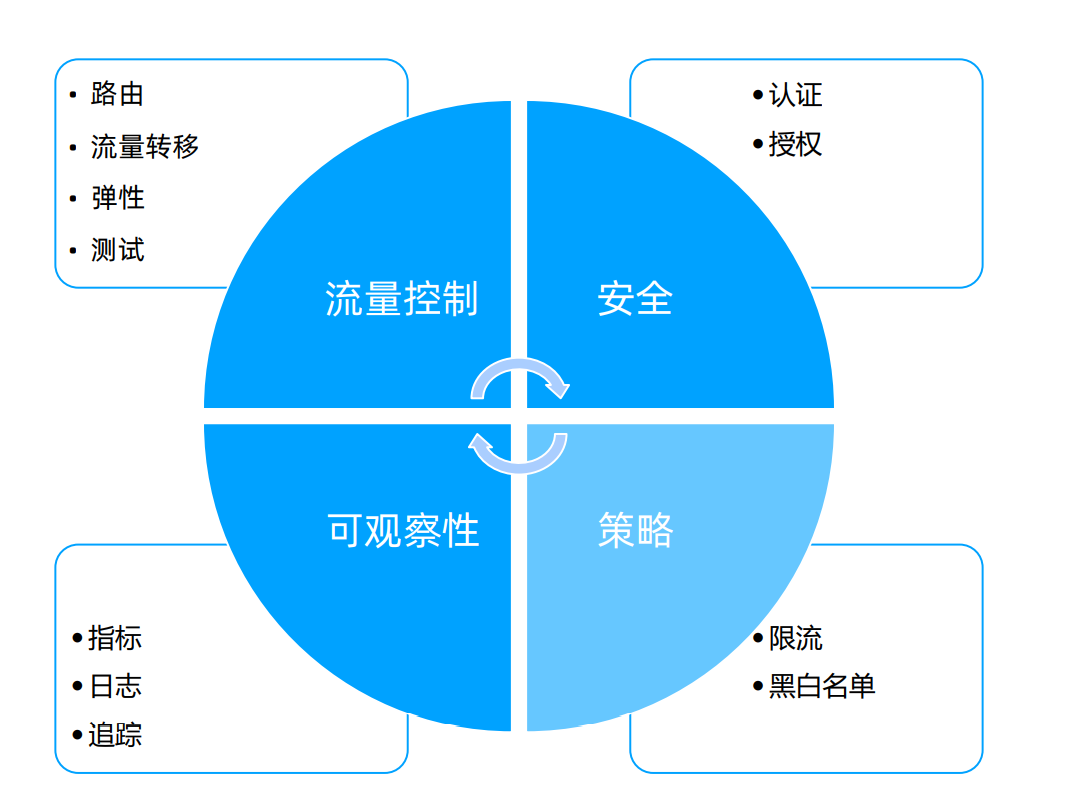 • 路由
• 流量转移
• 弹性
• 测试
• 认证
• 授权
流量控制
安全
可观察性
策略
• 指标
• 日志
• 追踪
• 限流
• 黑白名单